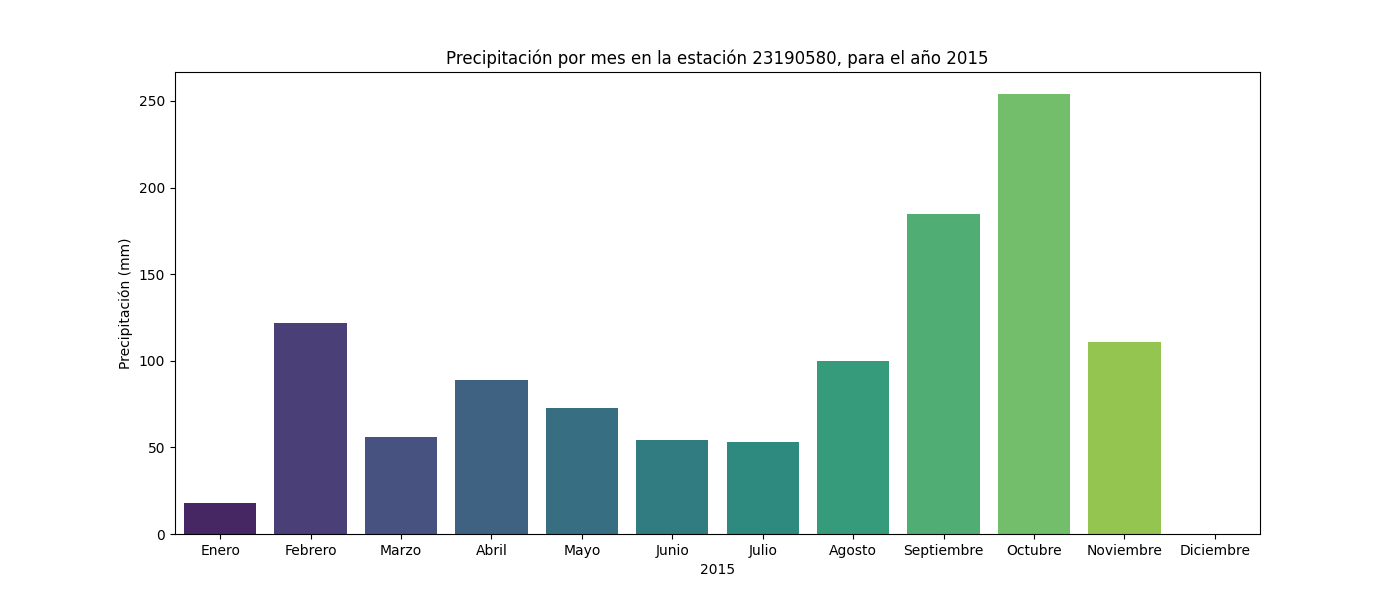 Precipitación por mes en la estación 23190580, para el año 2015
Precipitación (mm)
250
200
150
100
50
0
Enero Febrero Marzo Abril Mayo Junio Julio Agosto Septiembre Octubre Noviembre Diciembre
2015